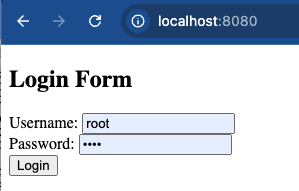 localhost:8080
Login Form
Username: root
Password: ••••
Login